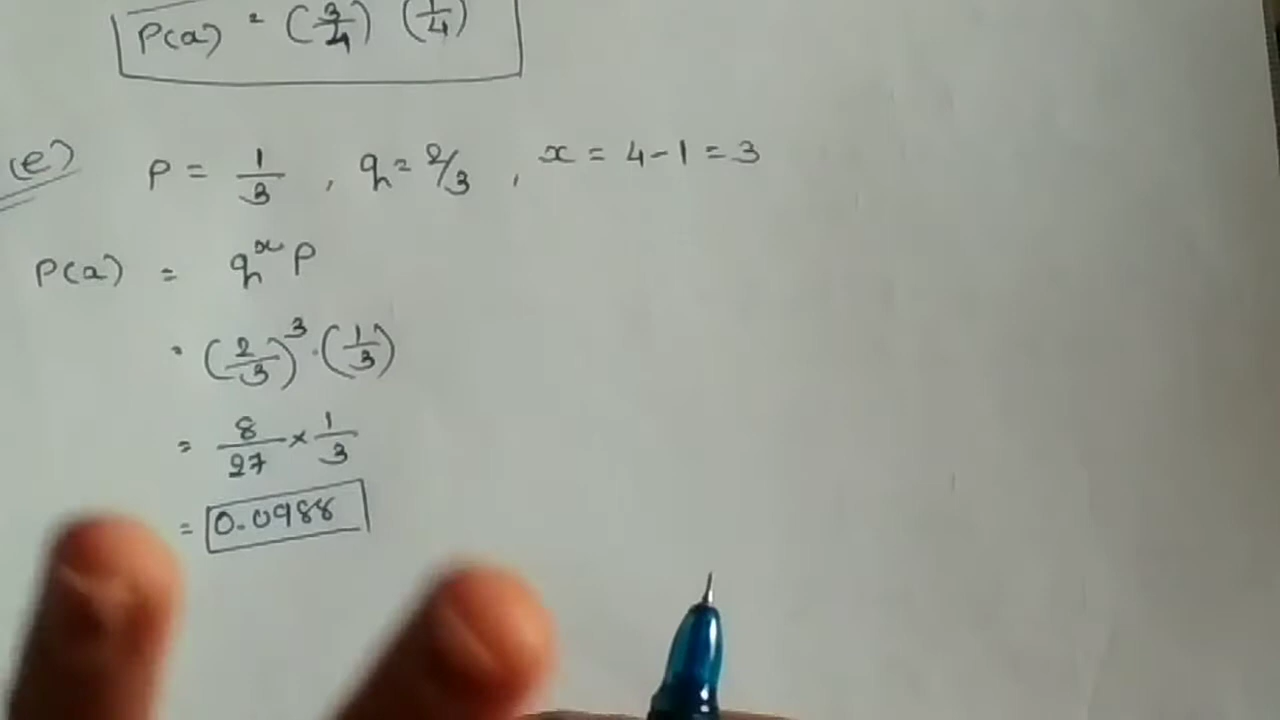 P(a) = (3/4) (1/4)
(e) P = 1/3 , q = 2/3 , x = 4-1 = 3
P(a) = q^x P
= (2/3)^3 . (1/3)
= 8/27 × 1/3
= 0.0988